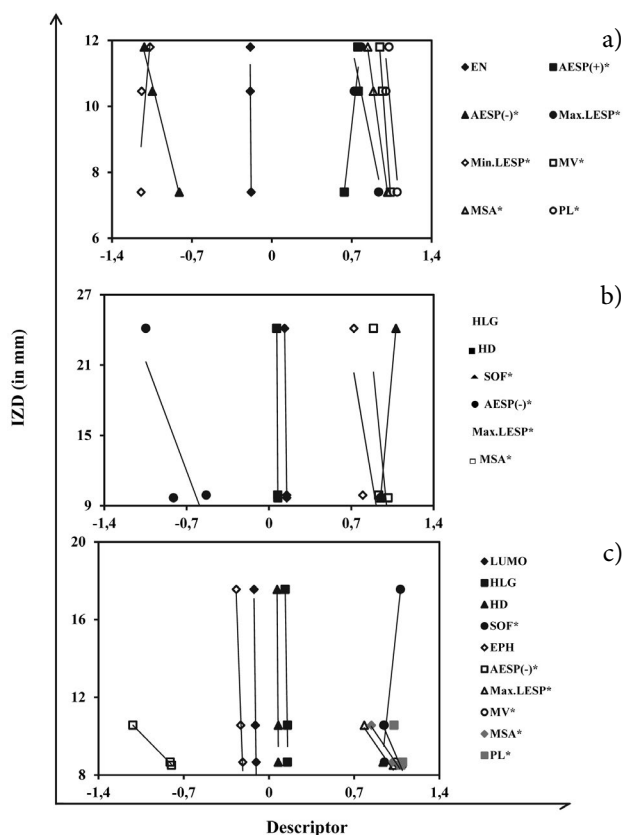 a)
12
10
8
6
-1,4 -0,7 0 0,7 1,4
EN AESP(+)*
AESP(-)* Max.LESP*
Min.LESP* MV*
MSA* PL*
b)
27
21
15
9
-1,4 -0,7 0 0,7 1,4
HLG
HD
SOF*
AESP(-)*
Max.LESP*
MSA*
IZD (in mm)
c)
20
16
12
8
-1,4 -0,7 0 0,7 1,4
LUMO
HLG
HD
SOF*
EPH
AESP(-)*
Max.LESP*
MV*
MSA*
PL*
Descriptor